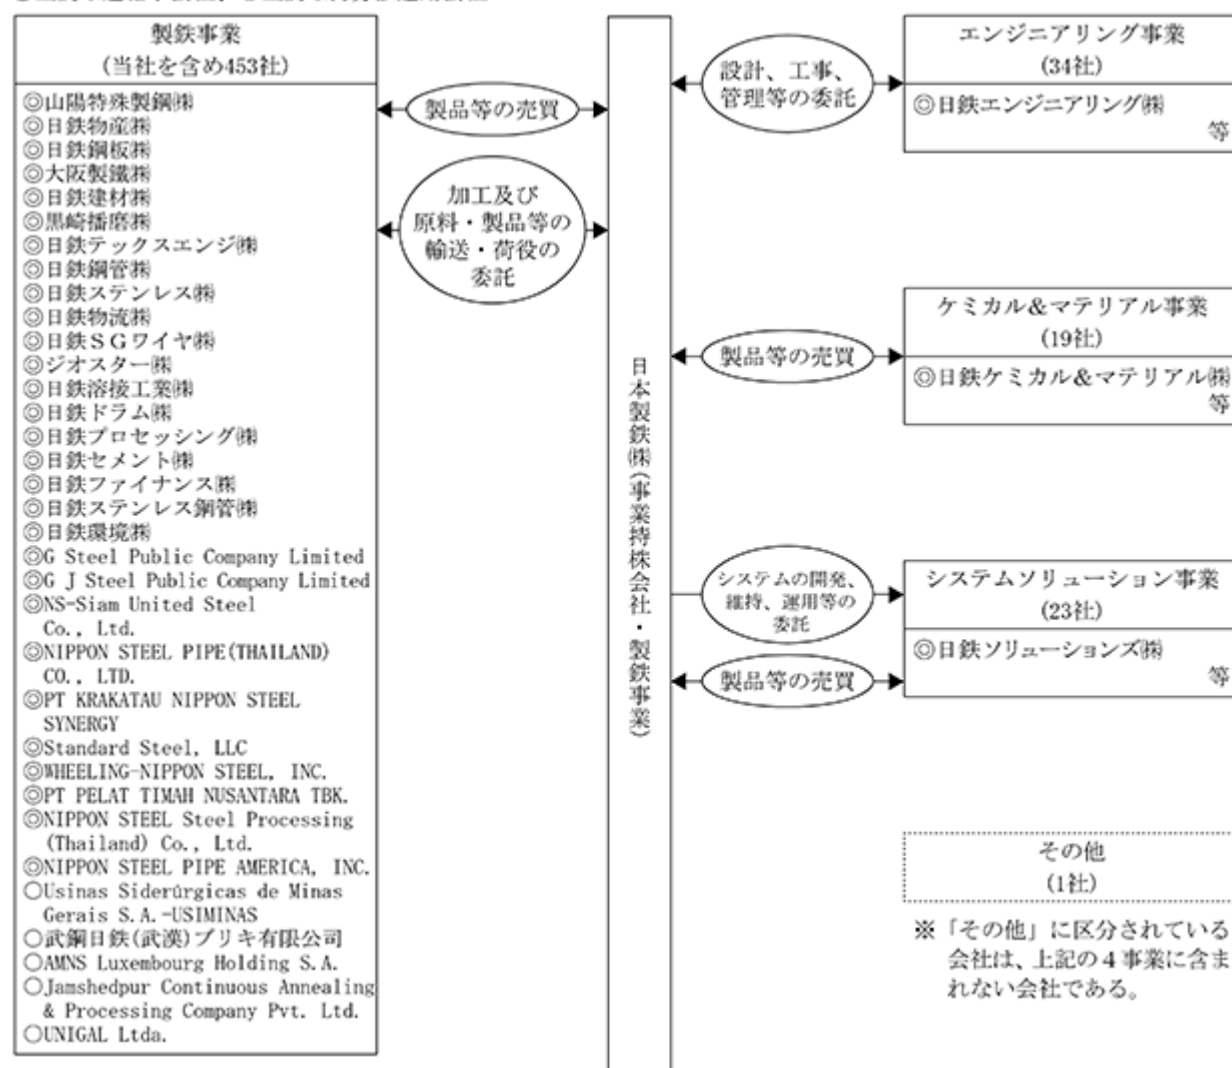 製鉄事業
(当社を含め453社)
◎山陽特殊製鋼㈱
◎日鉄物産㈱
◎日鉄鋼板㈱
◎大阪製鐵㈱
◎日鉄建材㈱
◎黒崎播磨㈱
◎日鉄テックスエンジ㈱
◎日鉄鋼管㈱
◎日鉄ステンレス㈱
◎日鉄物流㈱
◎日鉄SGワイヤ㈱
◎ジオスター㈱
◎日鉄溶接工業㈱
◎日鉄ドラム㈱
◎日鉄プロセッシング㈱
◎日鉄セメント㈱
◎日鉄ファイナンス㈱
◎日鉄ステンレス鋼管㈱
◎日鉄環境㈱
◎G Steel Public Company Limited
◎G J Steel Public Company Limited
◎NS-Siam United Steel
Co., Ltd.
◎NIPPON STEEL PIPE(THAILAND)
CO., LTD.
◎PT KRAKATAU NIPPON STEEL
SYNERGY
◎Standard Steel, LLC
◎WHEELING-NIPPON STEEL, INC.
◎PT PELAT TIMAH NUSANTARA TBK.
◎NIPPON STEEL Steel Processing
(Thailand) Co., Ltd.
◎NIPPON STEEL PIPE AMERICA, INC.
○Usinas Siderúrgicas de Minas
Gerais S.A.-USIMINAS
○武鋼日鉄(武漢)ブリキ有限公司
○AMNS Luxembourg Holding S.A.
○Jamshedpur Continuous Annealing
& Processing Company Pvt. Ltd.
○UNIGAL Ltda.
製品等の売買
加工及び
原料・製品等の
輸送・荷役の
委託
日本製鉄㈱(事業持株会社・製鉄事業)
設計、工事、
管理等の委託
製品等の売買
システムの開発、
維持、運用等の
委託
製品等の売買
エンジニアリング事業
(34社)
◎日鉄エンジニアリング㈱
等
ケミカル&マテリアル事業
(19社)
◎日鉄ケミカル&マテリアル㈱
等
システムソリューション事業
(23社)
◎日鉄ソリューションズ㈱
等
その他
(1社)
※「その他」に区分されている
会社は、上記の4事業に含ま
れない会社である。